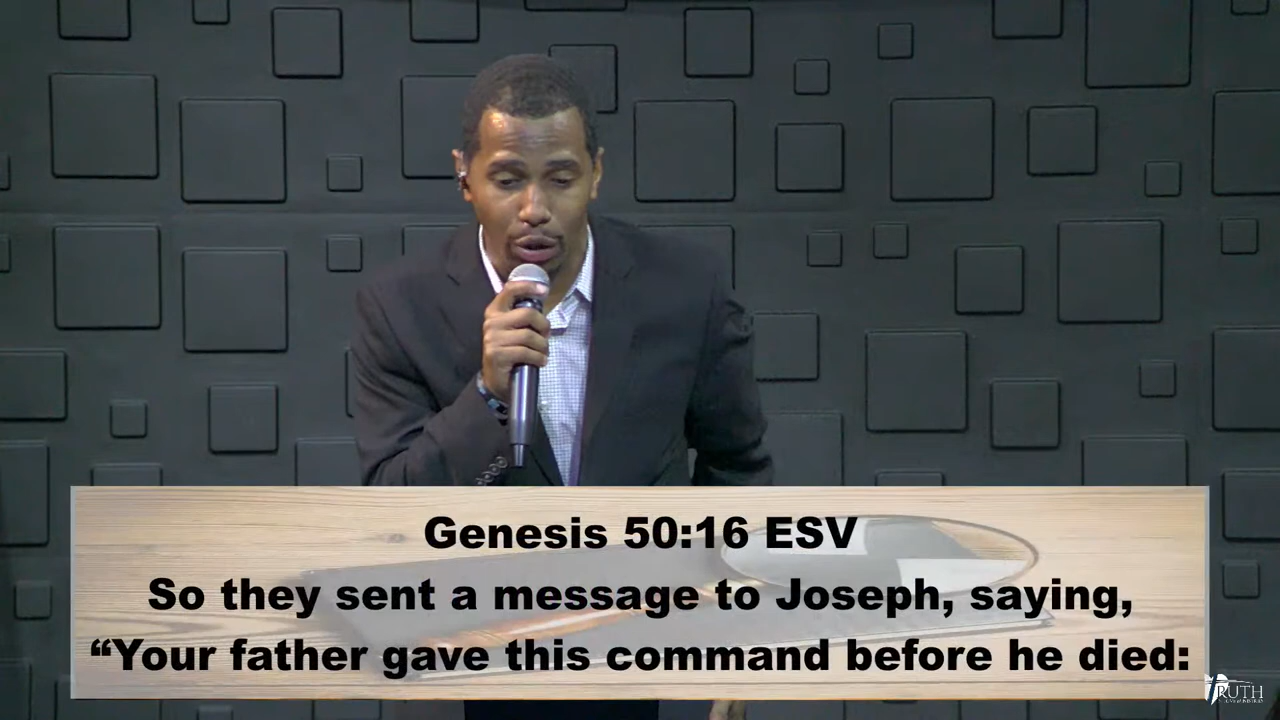 Genesis 50:16 ESV
So they sent a message to Joseph, saying,
“Your father gave this command before he died:
TRUTH